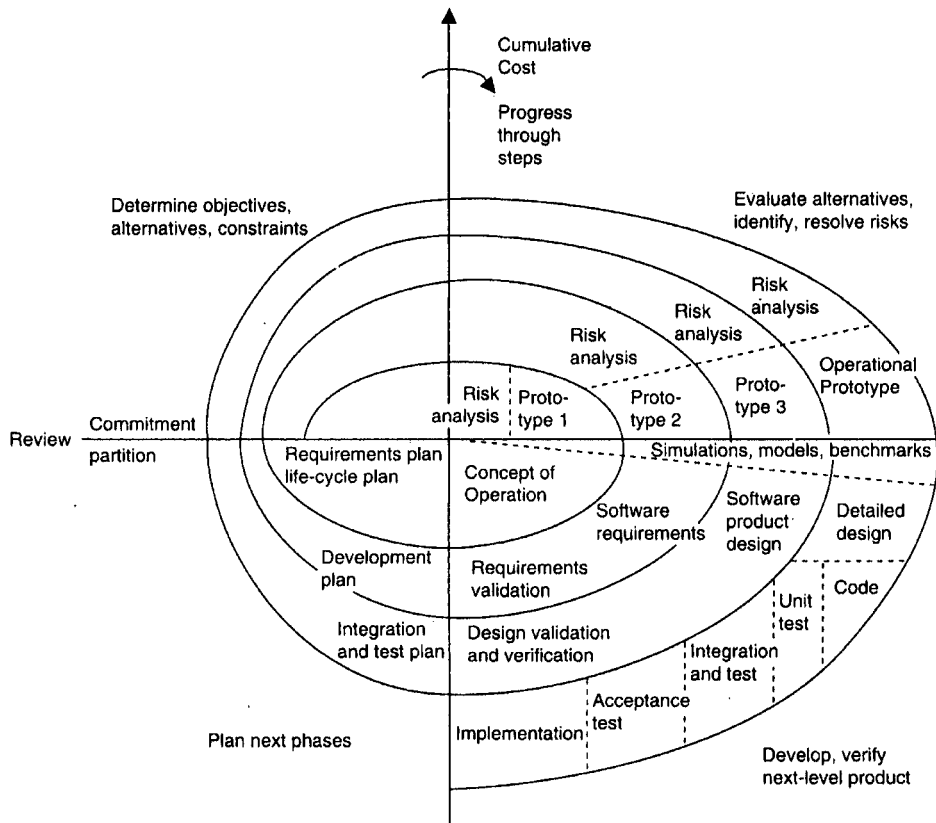 Cumulative
Cost
Progress
through
steps
Determine objectives,
alternatives, constraints
Evaluate alternatives,
identify, resolve risks
Risk
analysis
Risk
analysis
Risk
analysis
Risk
analysis
Proto-
type 1
Proto-
type 2
Proto-
type 3
Operational
Prototype
Review
Commitment
partition
Simulations, models, benchmarks
Requirements plan
life-cycle plan
Concept of
Operation
Software
requirements
Software
product
design
Detailed
design
Development
plan
Requirements
validation
Code
Unit
test
Integration
and test plan
Design validation
and verification
Integration
and test
Acceptance
test
Implementation
Plan next phases
Develop, verify
next-level product